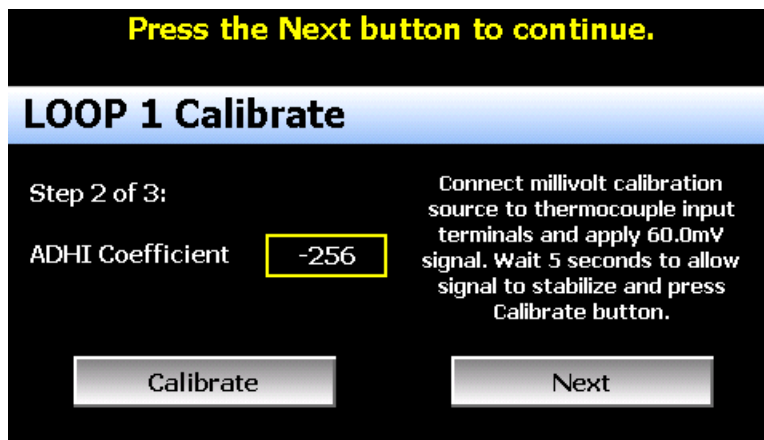 Press the Next button to continue.
LOOP 1 Calibrate
Step 2 of 3:
ADHI Coefficient
-256
Connect millivolt calibration
source to thermocouple input
terminals and apply 60.0mV
signal. Wait 5 seconds to allow
signal to stabilize and press
Calibrate button.
Calibrate
Next